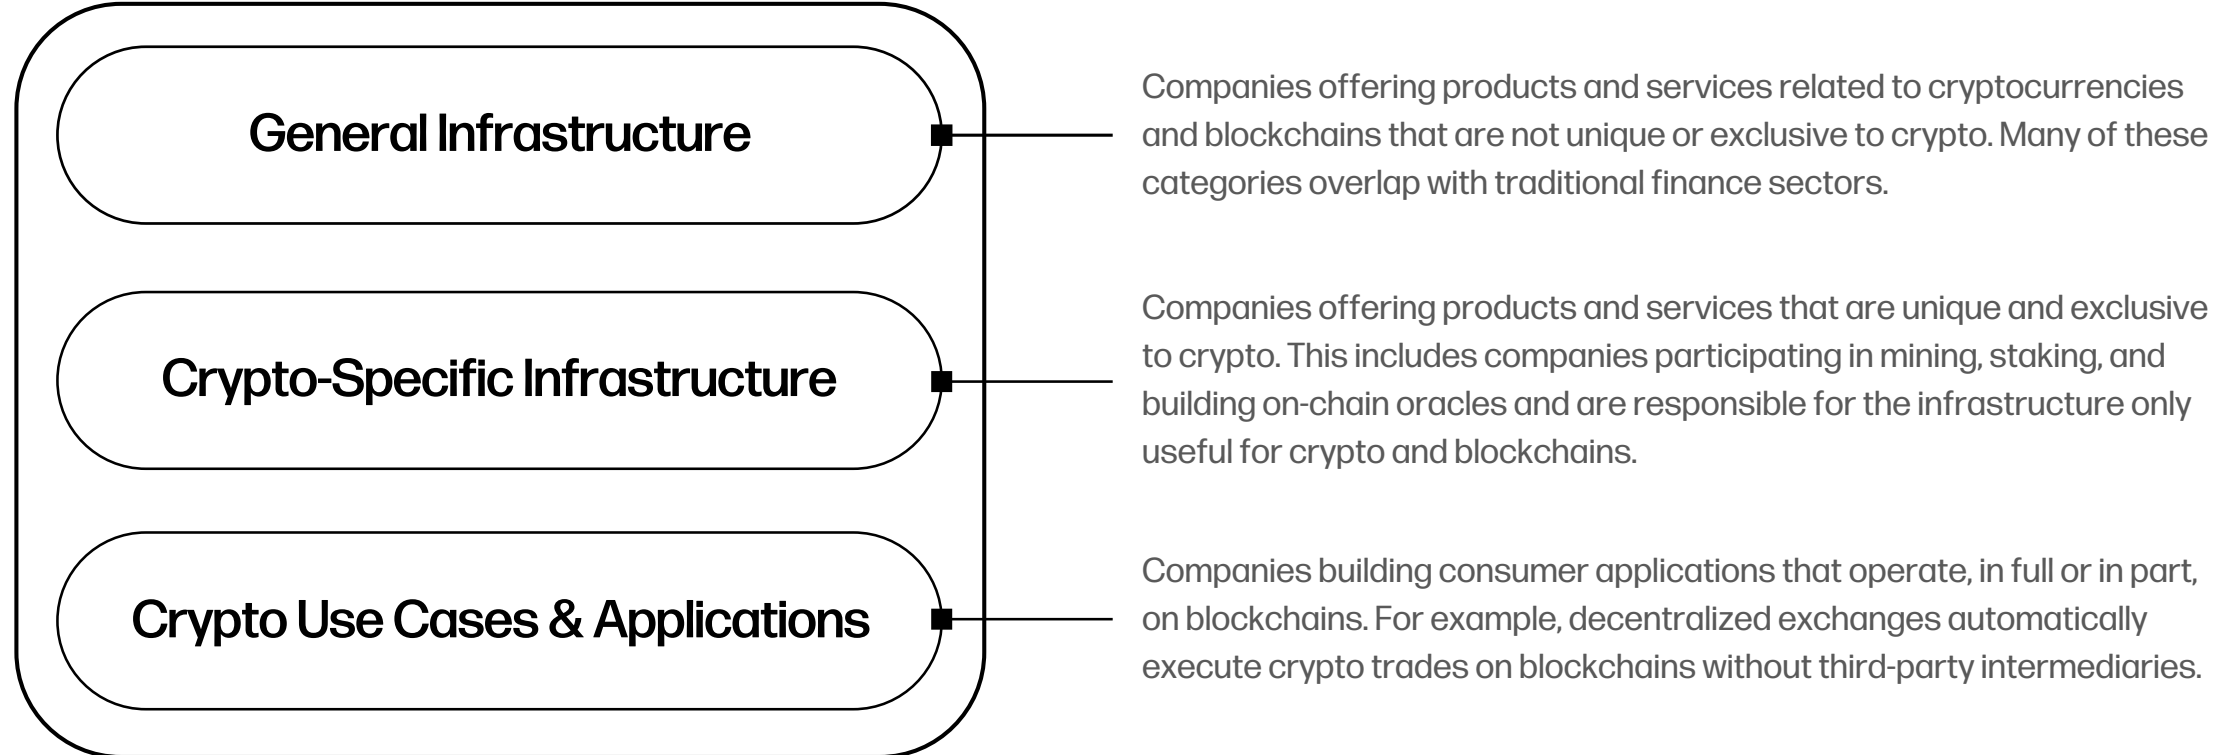 General Infrastructure
Companies offering products and services related to cryptocurrencies
and blockchains that are not unique or exclusive to crypto. Many of these
categories overlap with traditional finance sectors.
Crypto-Specific Infrastructure
Companies offering products and services that are unique and exclusive
to crypto. This includes companies participating in mining, staking, and
building on-chain oracles and are responsible for the infrastructure only
useful for crypto and blockchains.
Crypto Use Cases & Applications
Companies building consumer applications that operate, in full or in part,
on blockchains. For example, decentralized exchanges automatically
execute crypto trades on blockchains without third-party intermediaries.